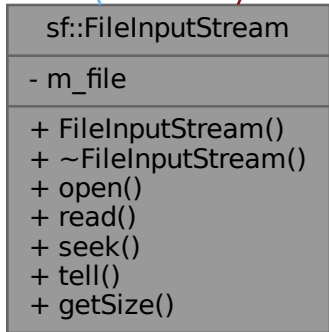 sf::FileInputStream
- m_file
+ FileInputStream()
+ ~FileInputStream()
+ open()
+ read()
+ seek()
+ tell()
+ getSize()